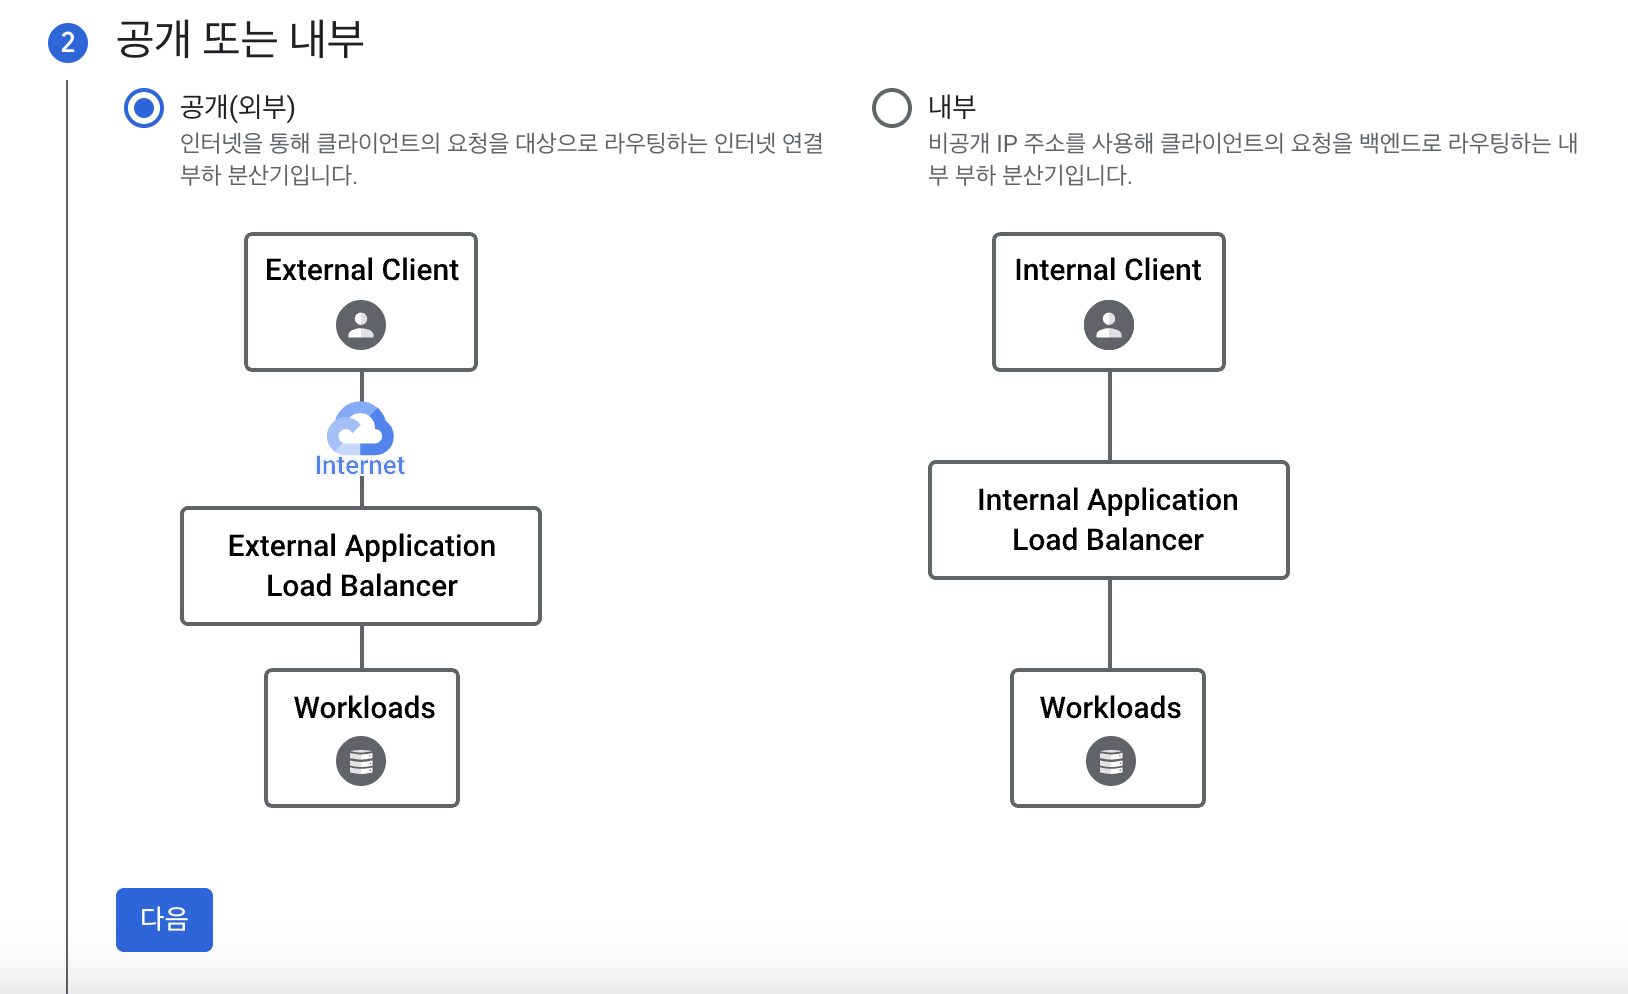 2
공개 또는 내부
공개(외부)
인터넷을 통해 클라이언트의 요청을 대상으로 라우팅하는 인터넷 연결
부하 분산기입니다.
External Client
Internet
External Application
Load Balancer
Workloads
내부
비공개 IP 주소를 사용해 클라이언트의 요청을 백엔드로 라우팅하는 내
부 부하 분산기입니다.
Internal Client
Internal Application
Load Balancer
Workloads
다음